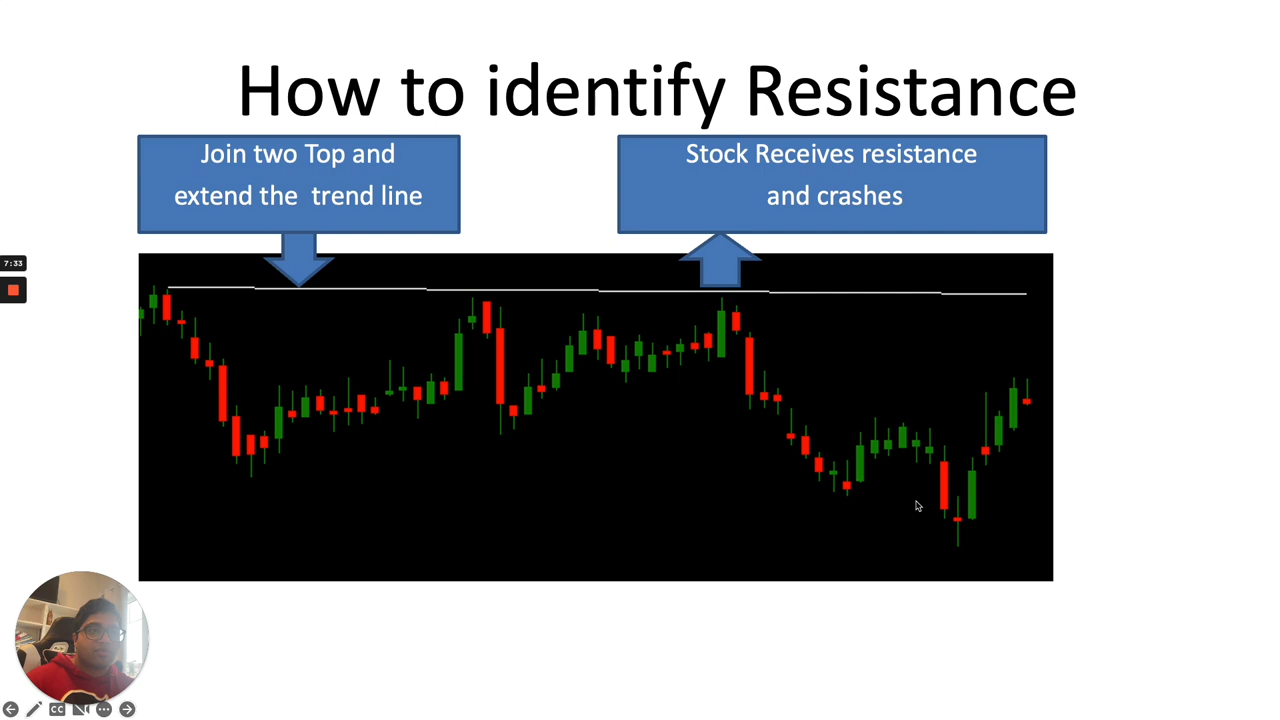 How to identify Resistance
Join two Top and
extend the  trend line
Stock Receives resistance
and crashes
7:33
CC